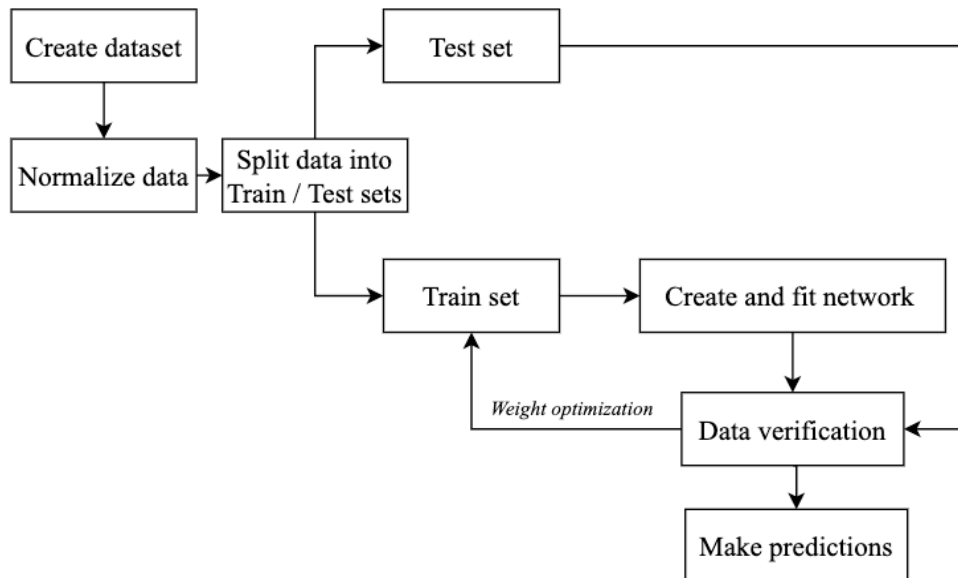 Create dataset
Test set
Normalize data
Split data into
Train / Test sets
Train set
Create and fit network
Weight optimization
Data verification
Make predictions